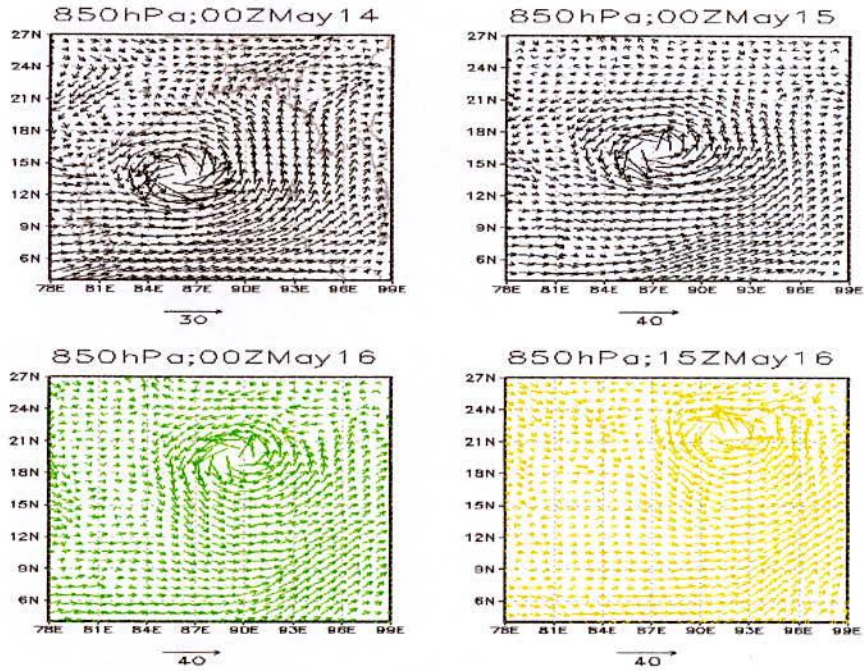 850hPa;00ZMay14
27N
24N
21N
18N
15N
12N
9N
6N
78E 81E 84E 87E 90E 93E 96E 99E
30
850hPa;00ZMay15
27N
24N
21N
18N
15N
12N
9N
6N
78E 81E 84E 87E 90E 93E 96E 99E
40
850hPa;00ZMay16
27N
24N
21N
18N
15N
12N
9N
6N
78E 81E 84E 87E 90E 93E 96E 99E
40
850hPa;15ZMay16
27N
24N
21N
18N
15N
12N
9N
6N
78E 81E 84E 87E 90E 93E 96E 99E
40